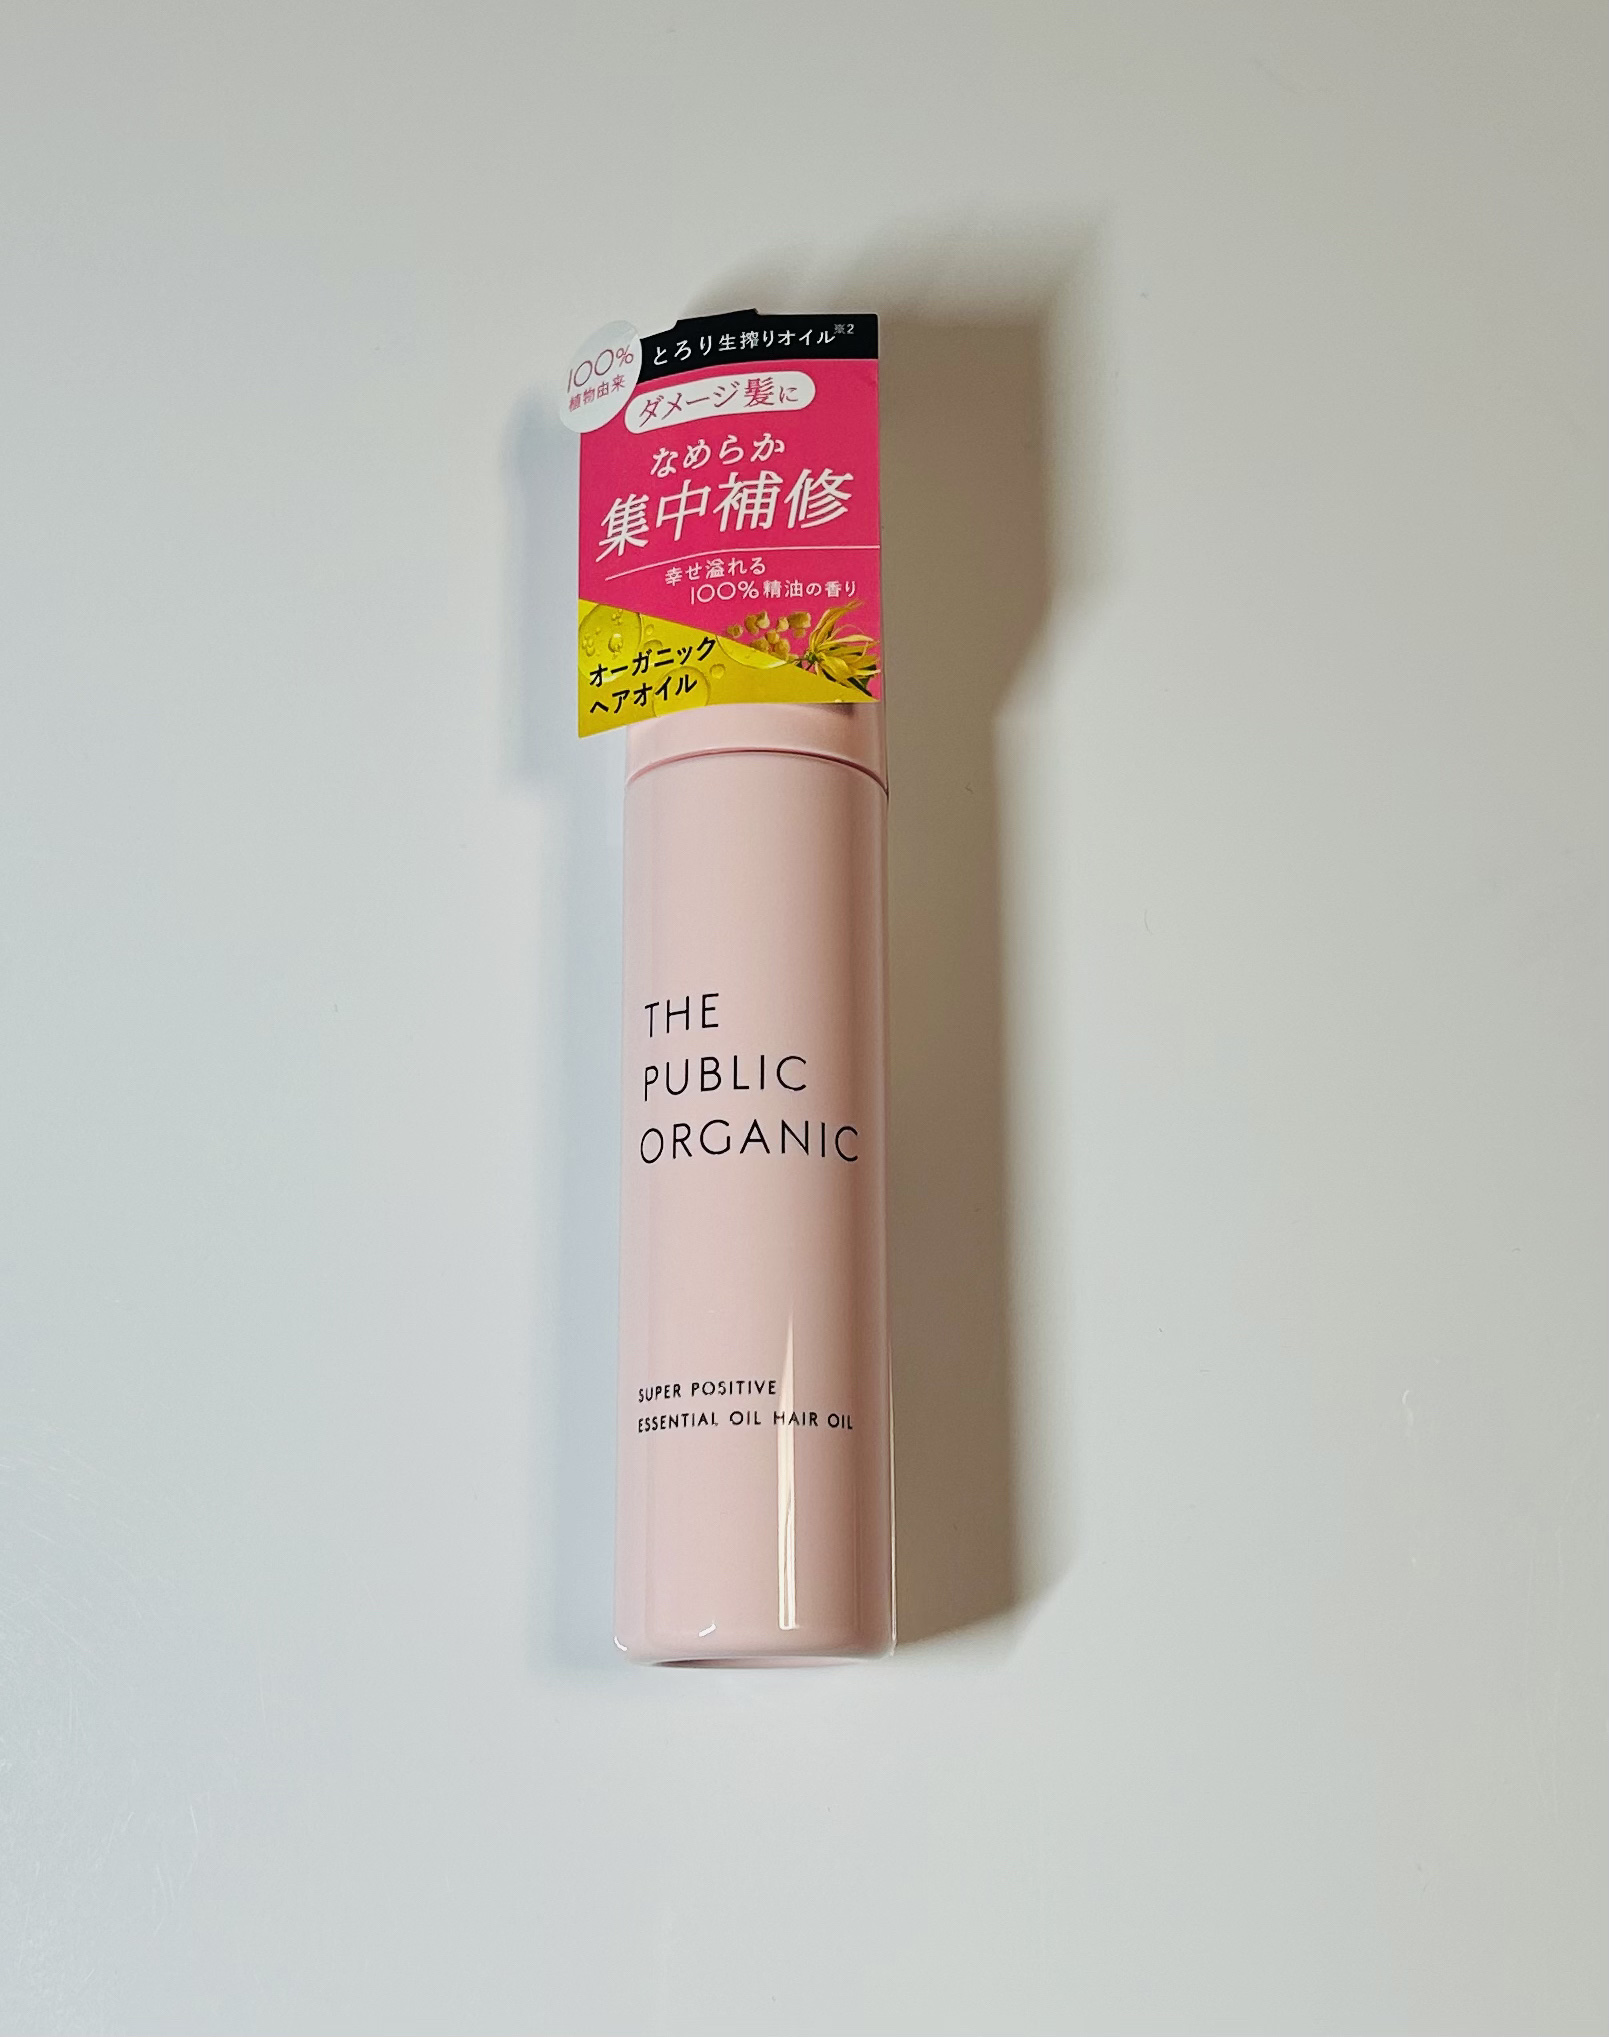 100%
植物由来
とろり生搾りオイル※2
ダメージ髪に
なめらか
集中補修
幸せ溢れる
100%精油の香り
オーガニック
ヘアオイル
THE
PUBLIC
ORGANIC
SUPER POSITIVE
ESSENTIAL OIL HAIR OIL